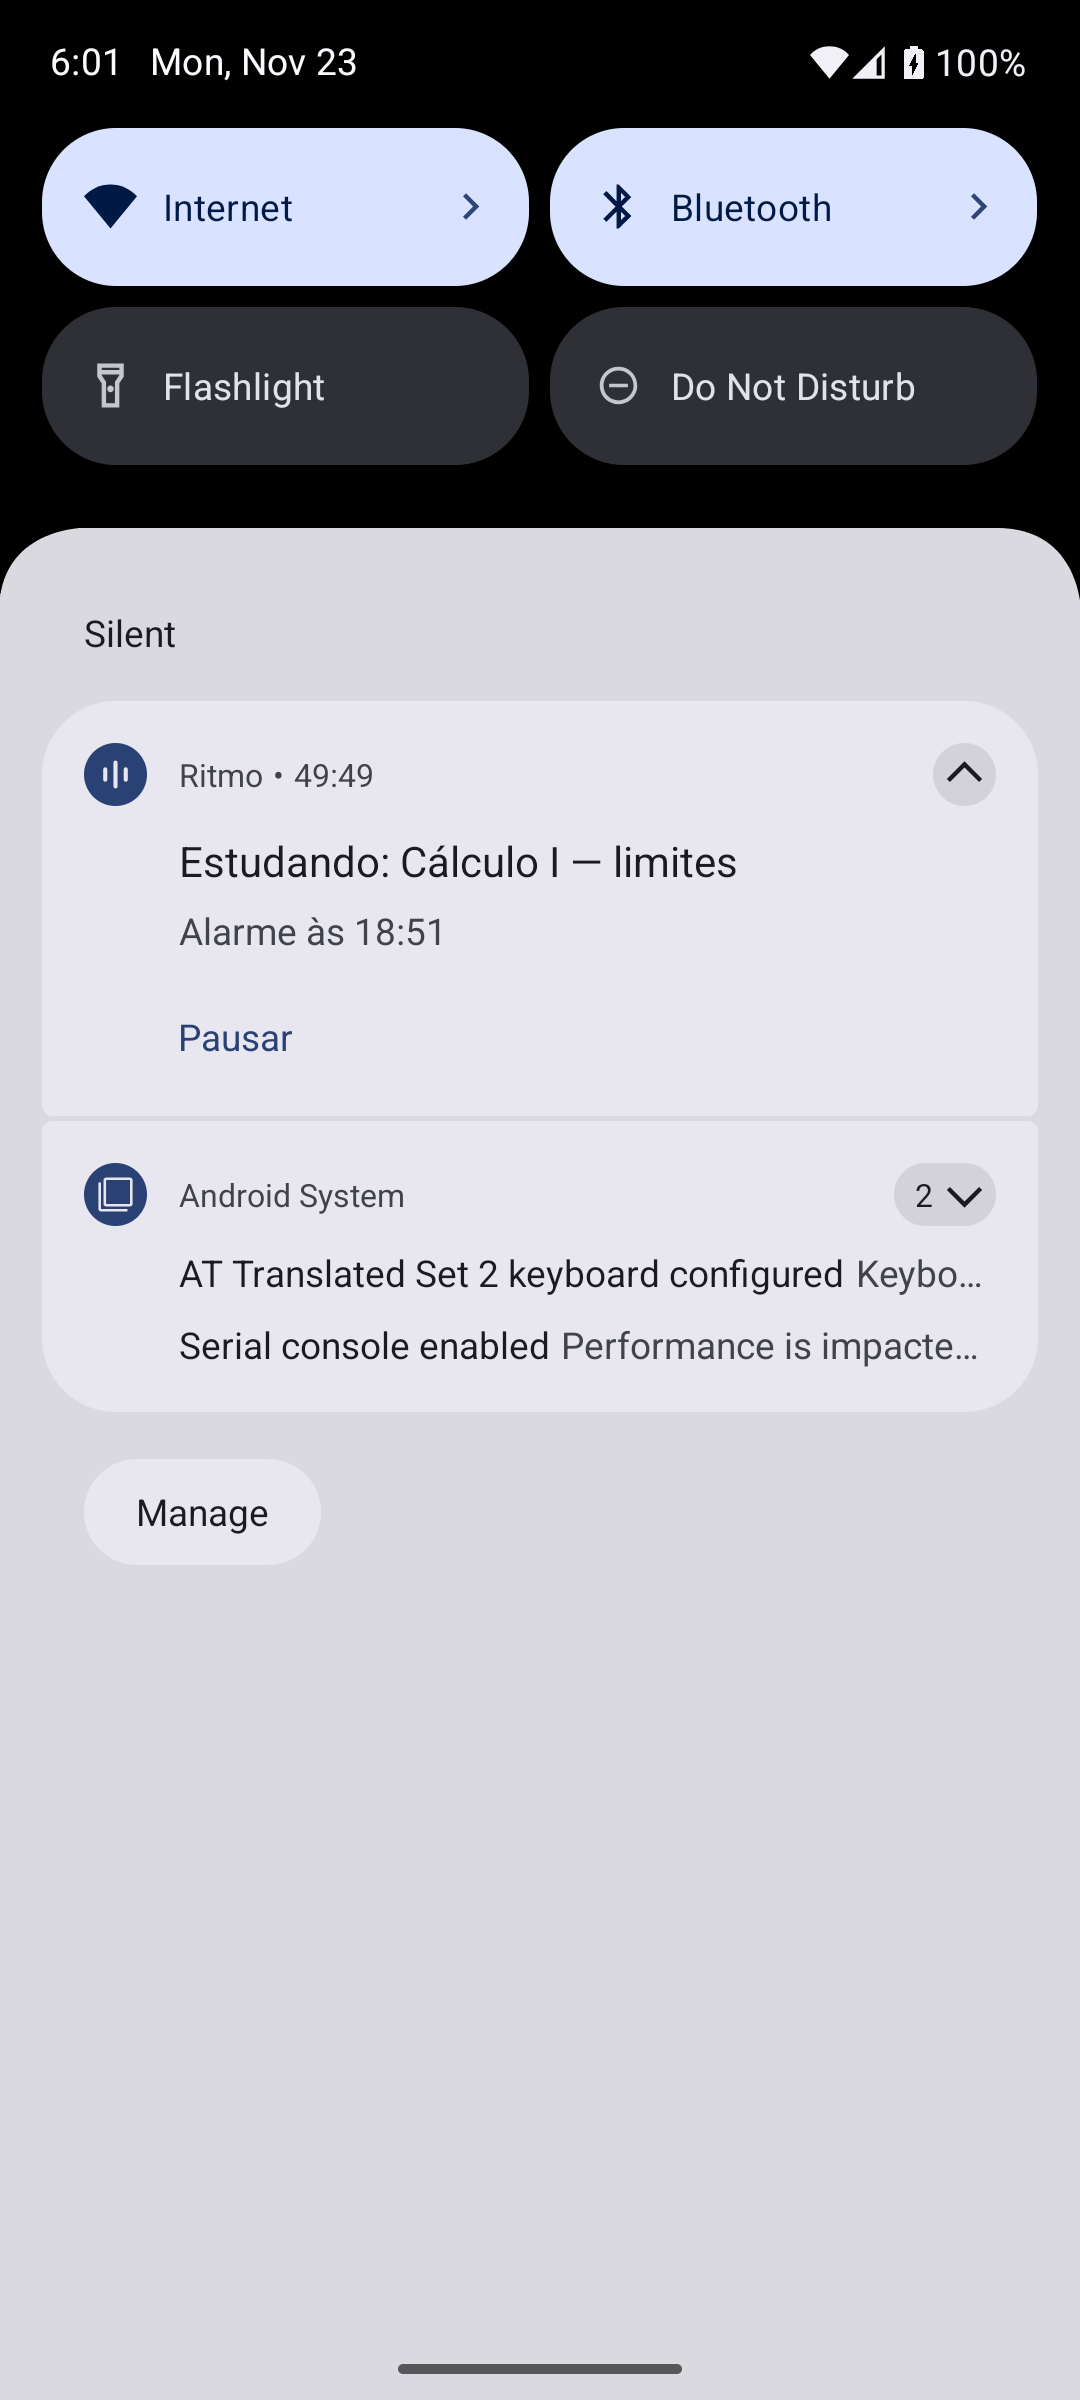 6:01 Mon, Nov 23 100%
Internet
Bluetooth
Flashlight
Do Not Disturb
Silent
Ritmo • 49:49
Estudando: Cálculo I — limites
Alarme às 18:51
Pausar
Android System 2
AT Translated Set 2 keyboard configured Keybo…
Serial console enabled Performance is impacte…
Manage